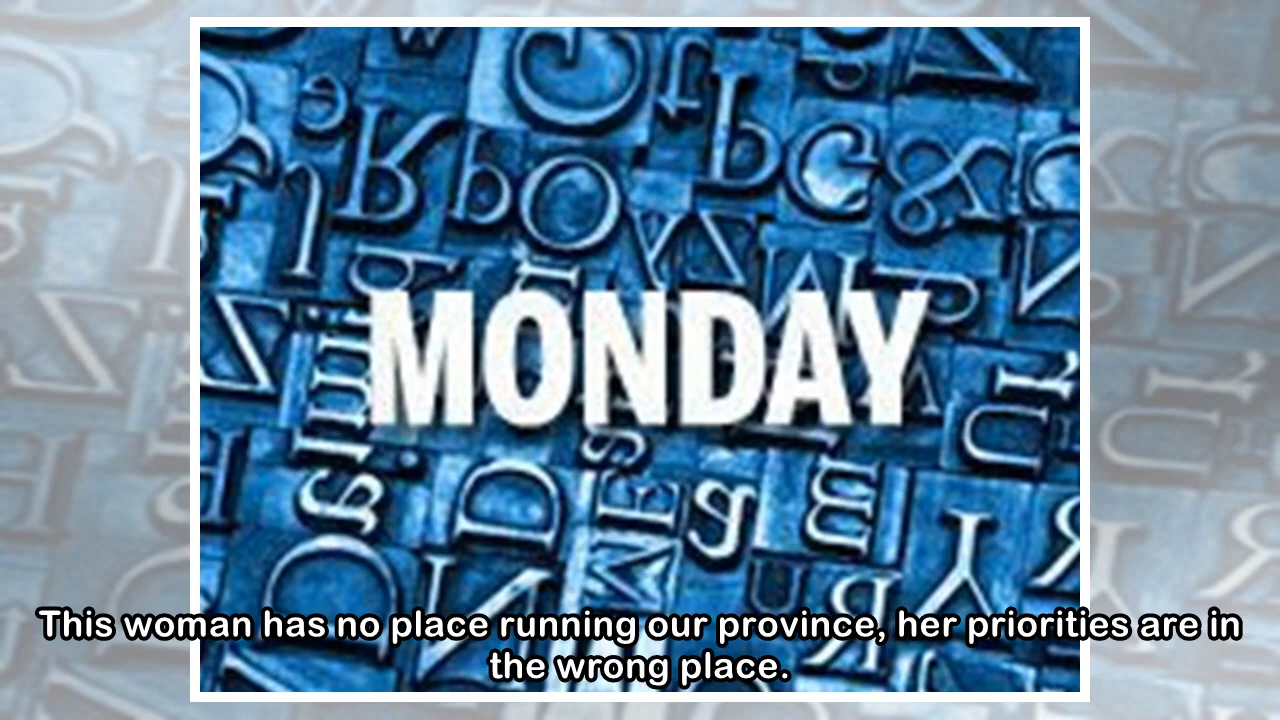 MONDAY
This woman has no place running our province, her priorities are in
the wrong place.